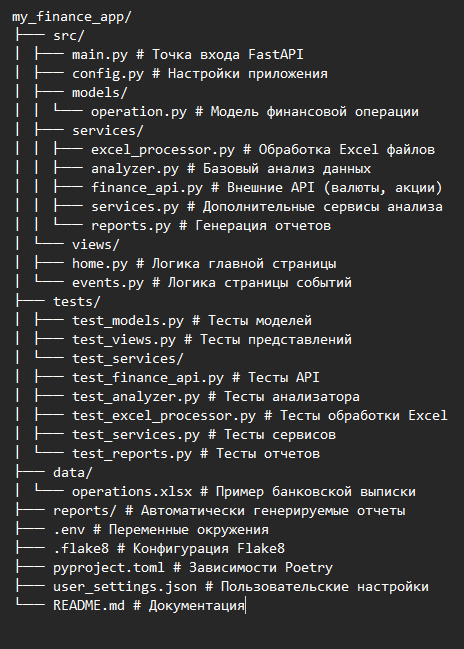 my_finance_app/
├── src/
│ ├── main.py # Точка входа FastAPI
│ ├── config.py # Настройки приложения
│ ├── models/
│ │ └── operation.py # Модель финансовой операции
│ ├── services/
│ │ ├── excel_processor.py # Обработка Excel файлов
│ │ ├── analyzer.py # Базовый анализ данных
│ │ ├── finance_api.py # Внешние API (валюты, акции)
│ │ ├── services.py # Дополнительные сервисы анализа
│ │ └── reports.py # Генерация отчетов
│ └── views/
│ ├── home.py # Логика главной страницы
│ └── events.py # Логика страницы событий
├── tests/
│ ├── test_models.py # Тесты моделей
│ ├── test_views.py # Тесты представлений
│ └── test_services/
│ ├── test_finance_api.py # Тесты API
│ ├── test_analyzer.py # Тесты анализатора
│ ├── test_excel_processor.py # Тесты обработки Excel
│ ├── test_services.py # Тесты сервисов
│ └── test_reports.py # Тесты отчетов
├── data/
│ └── operations.xlsx # Пример банковской выписки
├── reports/ # Автоматически генерируемые отчеты
├── .env # Переменные окружения
├── .flake8 # Конфигурация Flake8
├── pyproject.toml # Зависимости Poetry
├── user_settings.json # Пользовательские настройки
└── README.md # Документация